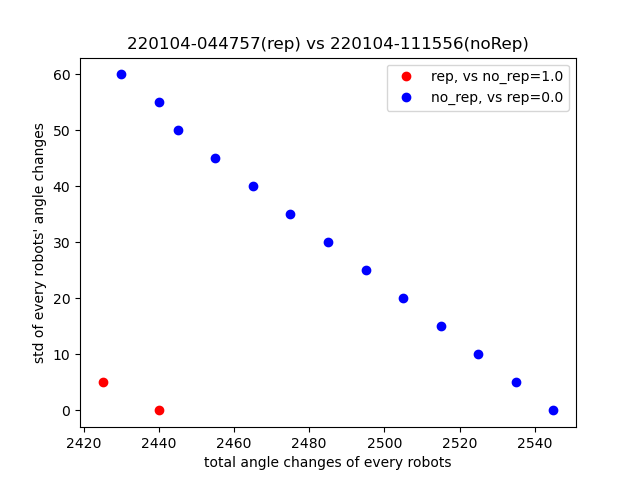 220104-044757(rep) vs 220104-111556(noRep)
rep, vs no_rep=1.0
no_rep, vs rep=0.0
std of every robots' angle changes
60
50
40
30
20
10
0
2420 2440 2460 2480 2500 2520 2540
total angle changes of every robots